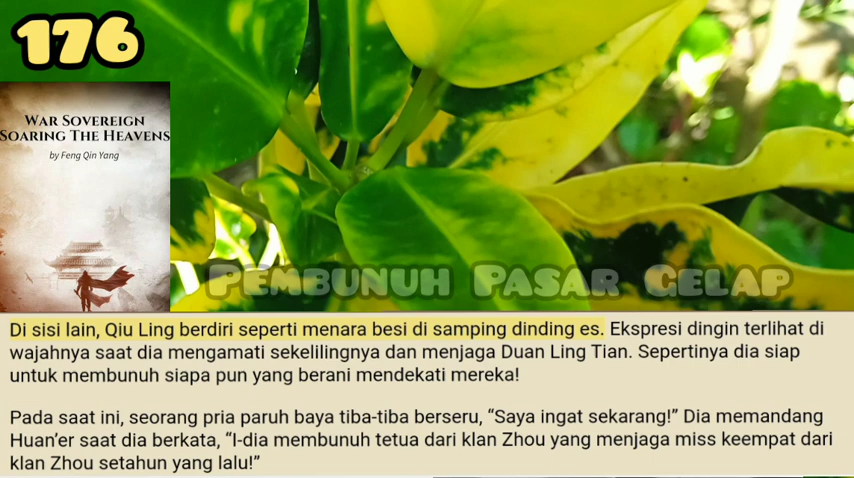 176
WAR SOVEREIGN
SOARING THE HEAVENS
by Feng Qin Yang
PEMBUNUH PASAR GELAP
Di sisi lain, Qiu Ling berdiri seperti menara besi di samping dinding es. Ekspresi dingin terlihat di
wajahnya saat dia mengamati sekelilingnya dan menjaga Duan Ling Tian. Sepertinya dia siap
untuk membunuh siapa pun yang berani mendekati mereka!
Pada saat ini, seorang pria paruh baya tiba-tiba berseru, “Saya ingat sekarang!” Dia memandang
Huan’er saat dia berkata, “I-dia membunuh tetua dari klan Zhou yang menjaga miss keempat dari
klan Zhou setahun yang lalu!”